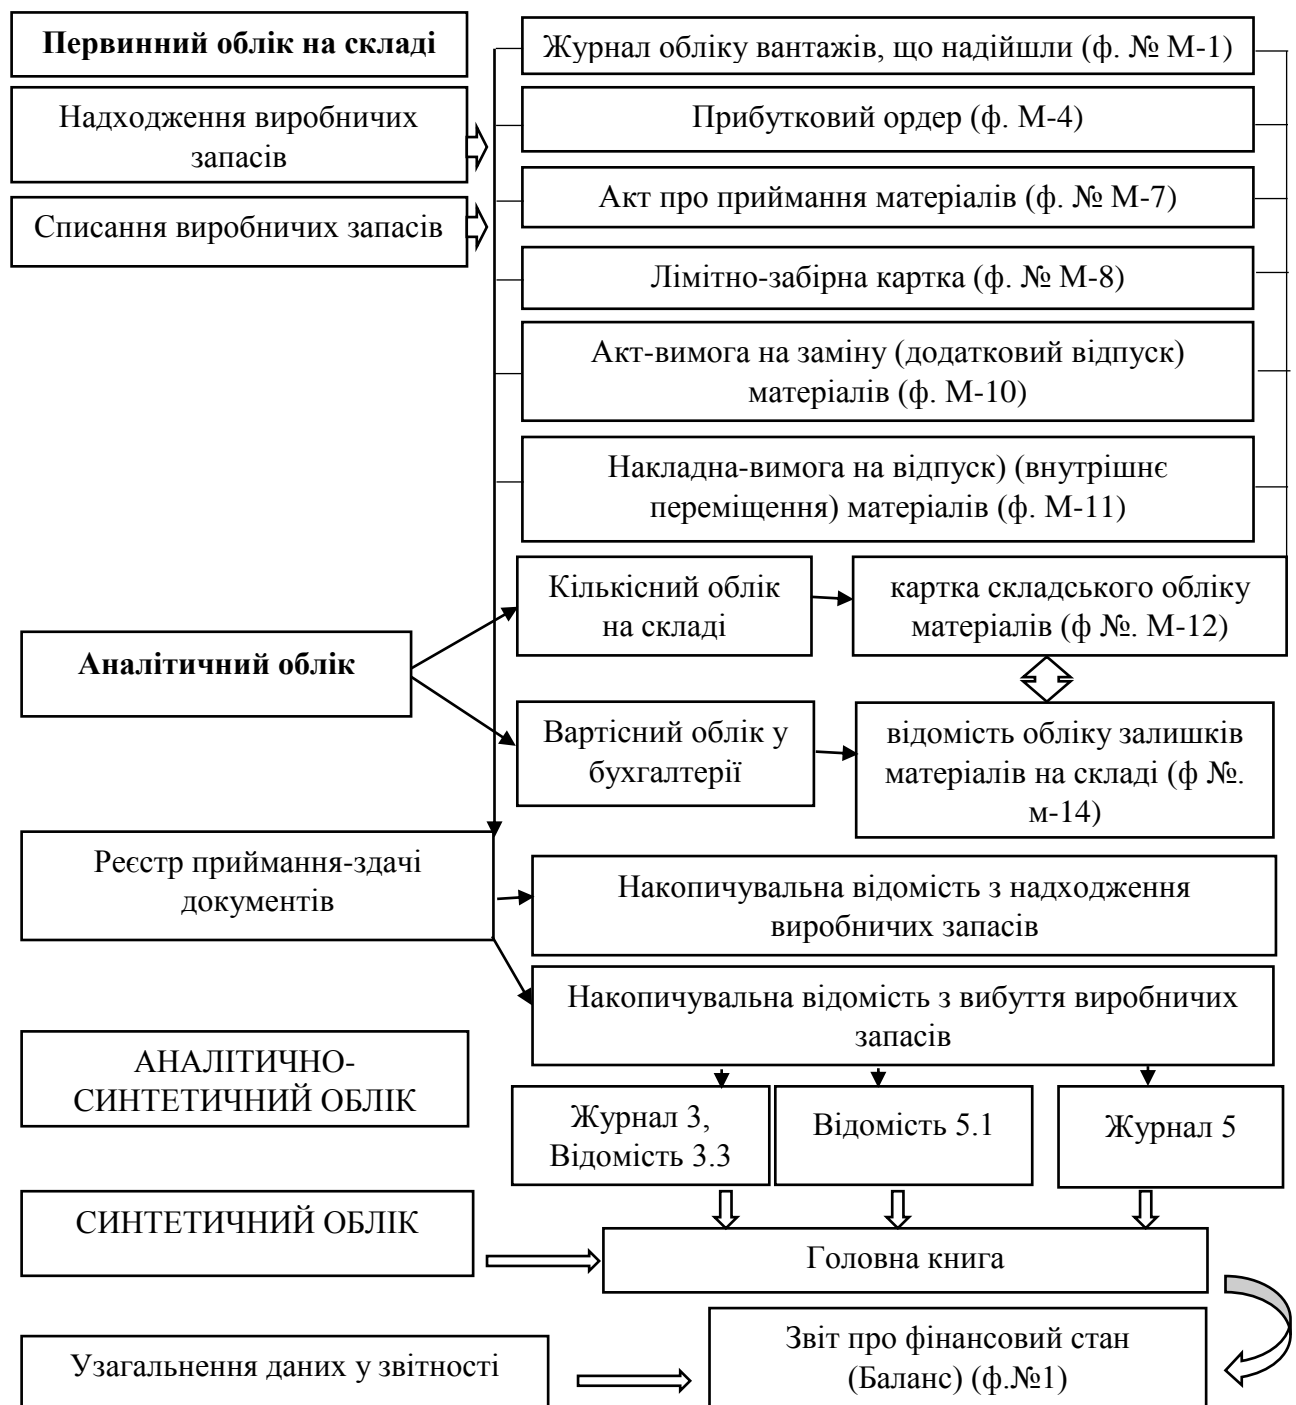 Первинний облік на складі
Журнал обліку вантажів, що надійшли (ф. № М-1)
Надходження виробничих
запасів
Прибутковий ордер (ф. М-4)
Списання виробничих запасів
Акт про приймання матеріалів (ф. № М-7)
Лімітно-забірна картка (ф. № М-8)
Акт-вимога на заміну (додатковий відпуск)
матеріалів (ф. М-10)
Накладна-вимога на відпуск) (внутрішнє
переміщення) матеріалів (ф. М-11)
Аналітичний облік
Кількісний облік
на складі
картка складського обліку
матеріалів (ф №. М-12)
Вартісний облік у
бухгалтерії
відомість обліку залишків
матеріалів на складі (ф №.
м-14)
Реєстр приймання-здачі
документів
Накопичувальна відомість з надходження
виробничих запасів
Накопичувальна відомість з вибуття виробничих
запасів
АНАЛІТИЧНО-
СИНТЕТИЧНИЙ ОБЛІК
Журнал 3,
Відомість 3.3
Відомість 5.1
Журнал 5
СИНТЕТИЧНИЙ ОБЛІК
Головна книга
Узагальнення даних у звітності
Звіт про фінансовий стан
(Баланс) (ф.№1)